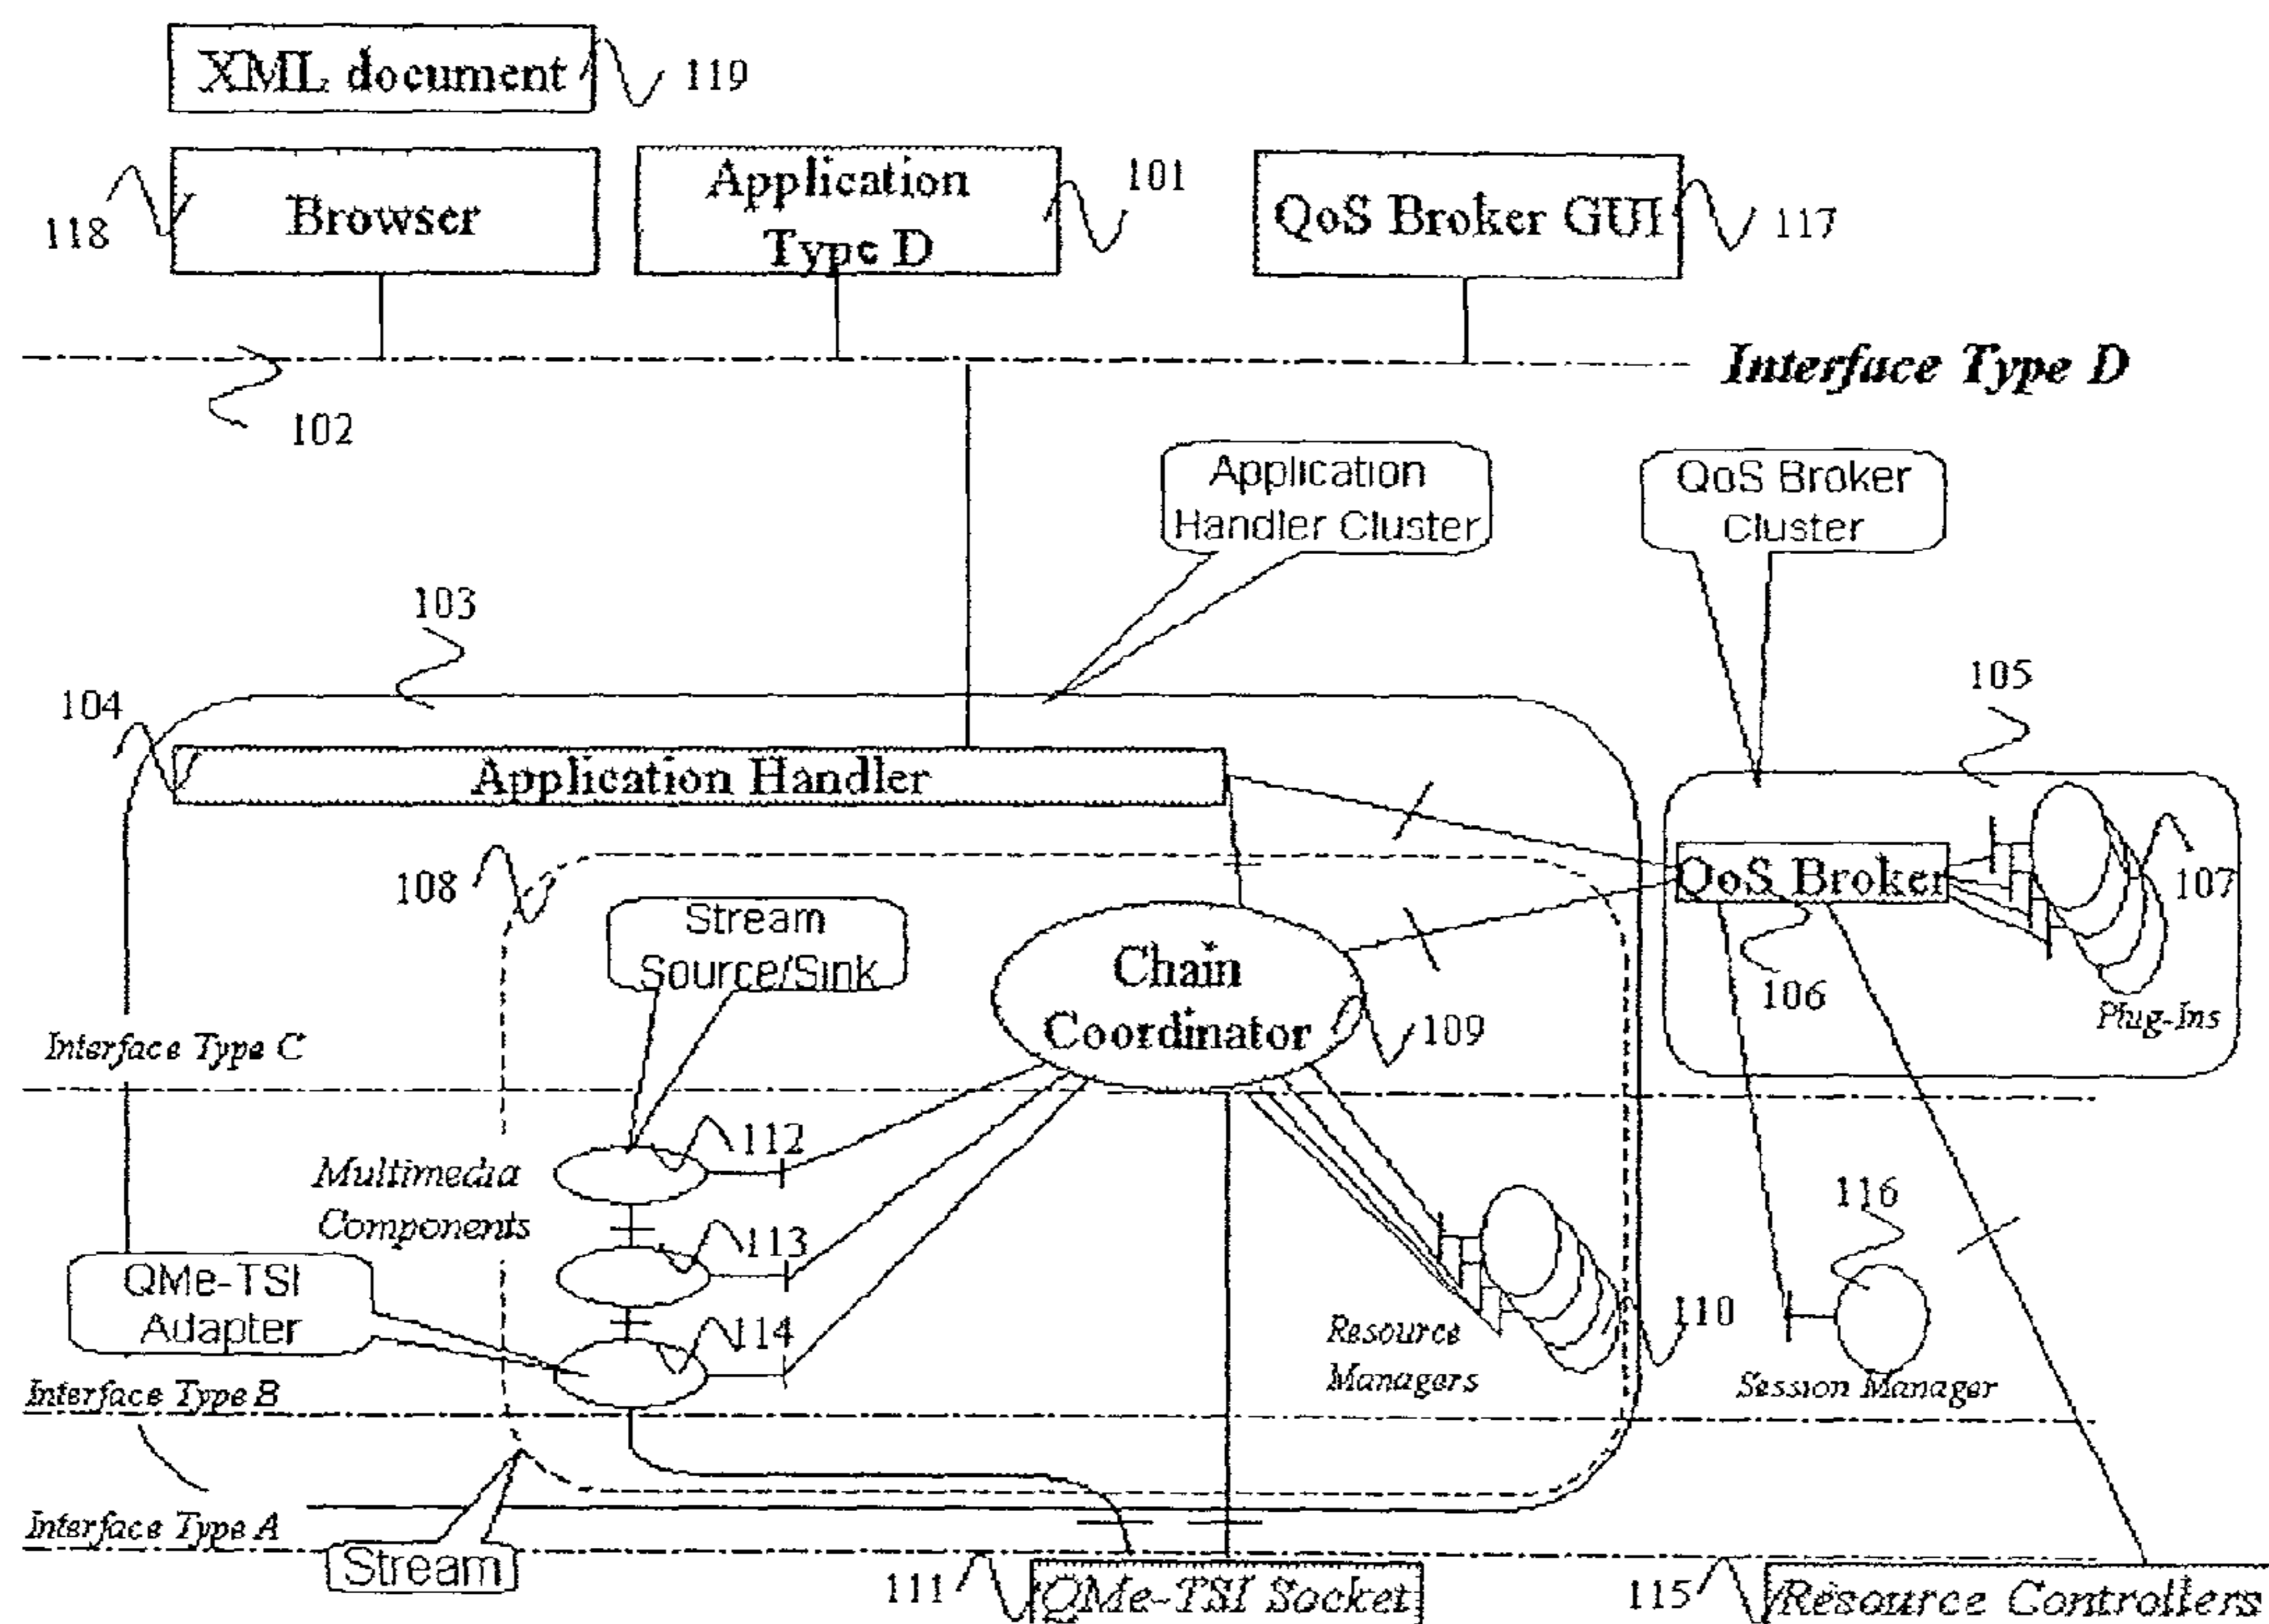 XML document
119
Browser
118
Application
Type D
101
QoS Broker GUI
117
Interface Type D
102
Application
Handler Cluster
QoS Broker
Cluster
103
104
105
Application Handler
108
Stream
Source/Sink
QoS Broker
107
106
Plug-Ins
Chain
Coordinator
109
Interface Type C
112
Multimedia
Components
113
116
QMe-TSI
Adapter
114
Resource
Managers
110
Session Manager
Interface Type B
Interface Type A
Stream
111
QMe-TSI Socket
115
Resource Controllers